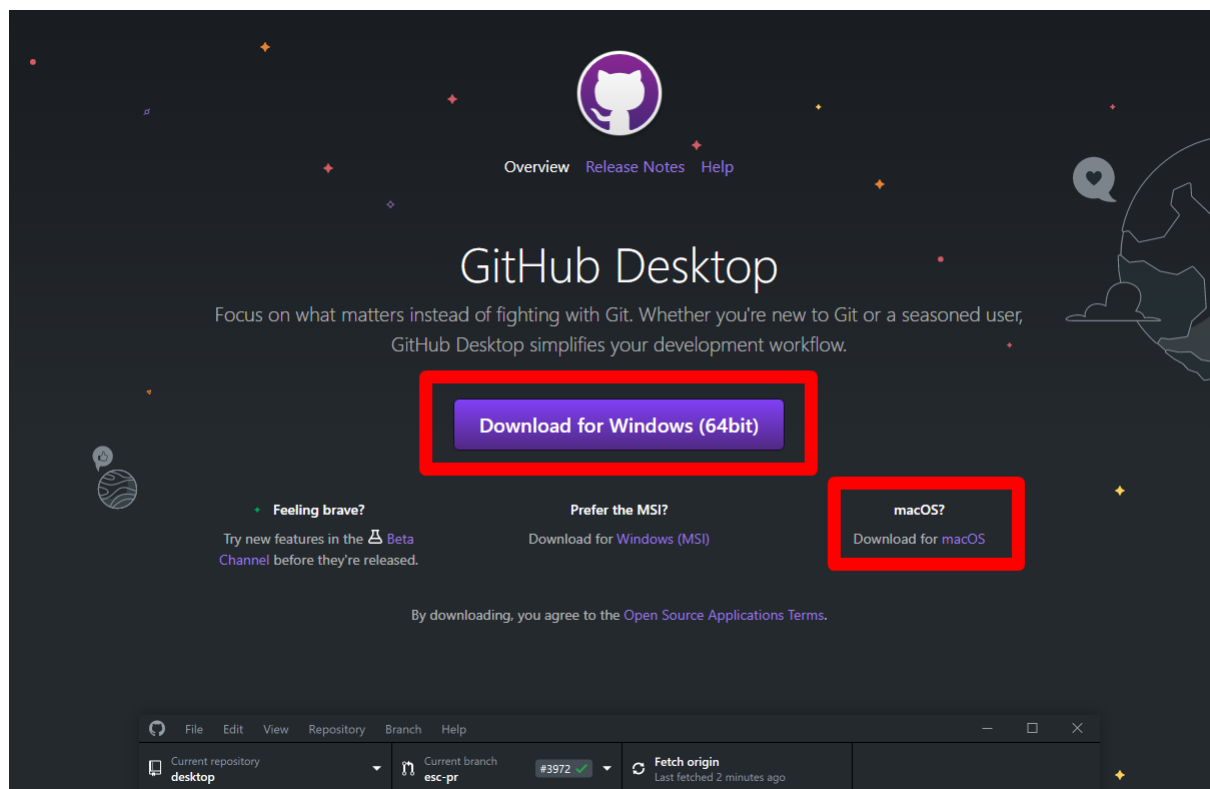 Overview Release Notes Help
GitHub Desktop
Focus on what matters instead of fighting with Git. Whether you're new to Git or a seasoned user,
GitHub Desktop simplifies your development workflow.
Download for Windows (64bit)
Feeling brave?
Try new features in the Beta
Channel before they're released.
Prefer the MSI?
Download for Windows (MSI)
macOS?
Download for macOS
By downloading, you agree to the Open Source Applications Terms.
File Edit View Repository Branch Help
Current repository
desktop
Current branch
esc-pr
#3972
Fetch origin
Last fetched 2 minutes ago